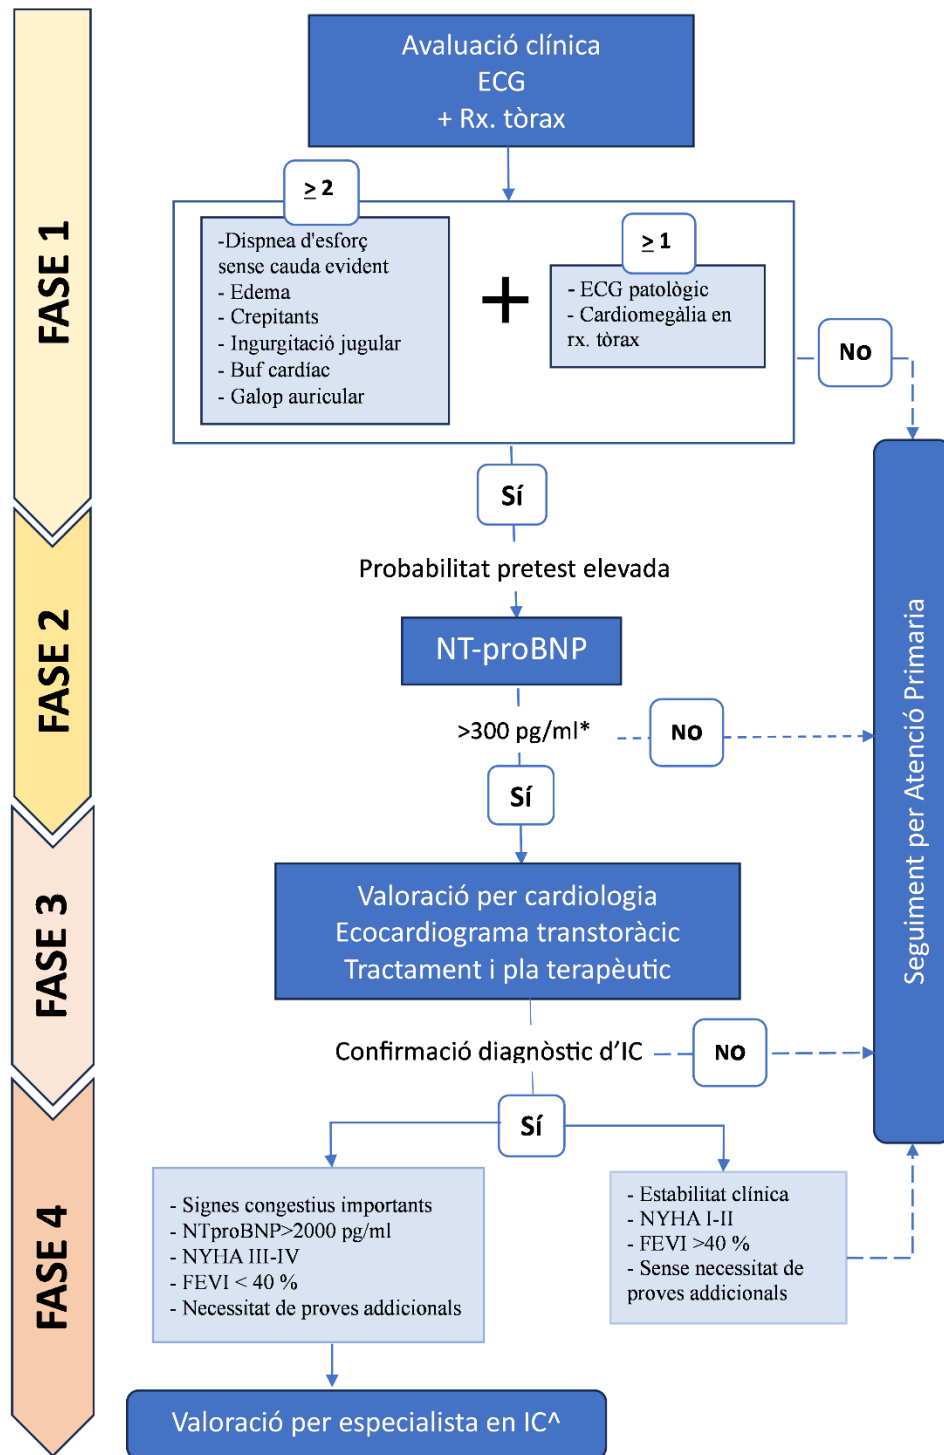 FASE 1
Avaluació clínica
ECG
+ Rx. tòrax
≥ 2
-Dispnea d'esforç
sense cauda evident
- Edema
- Crepitants
- Ingurgitació jugular
- Buf cardíac
- Galop auricular
+
≥ 1
- ECG patològic
- Cardiomegàlia en
rx. tòrax
No
Sí
FASE 2
Probabilitat pretest elevada
NT-proBNP
>300 pg/ml*
NO
Sí
Seguiment per Atenció Primaria
FASE 3
Valoració per cardiologia
Ecocardiograma transtoràcic
Tractament i pla terapèutic
Confirmació diagnòstic d'IC
NO
Sí
FASE 4
- Signes congestius importants
- NTproBNP>2000 pg/ml
- NYHA III-IV
- FEVI < 40 %
- Necessitat de proves addicionals
- Estabilitat clínica
- NYHA I-II
- FEVI >40 %
- Sense necessitat de
proves addicionals
Valoració per especialista en IC^